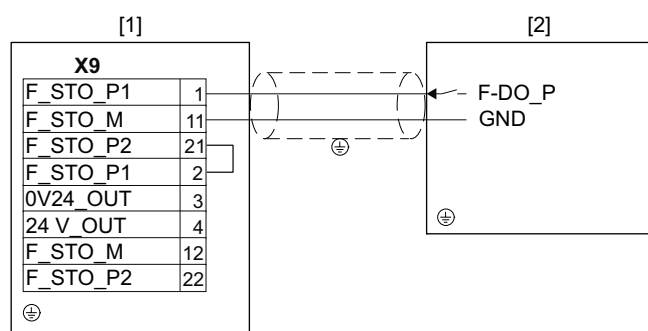 [1] [2]
X9
F_STO_P1 1 F-DO_P
F_STO_M 11 GND
F_STO_P2 21
F_STO_P1 2
0V24_OUT 3
24 V_OUT 4
F_STO_M 12
F_STO_P2 22